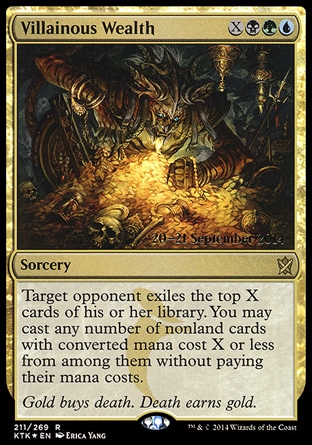 Villainous Wealth X
20–21 September 2014
Sorcery
Target opponent exiles the top X
cards of his or her library. You may
cast any number of nonland cards
with converted mana cost X or less
from among them without paying
their mana costs.
Gold buys death. Death earns gold.
211/269 R
KTK • EN Erica Yang
™ & © 2014 Wizards of the Coast